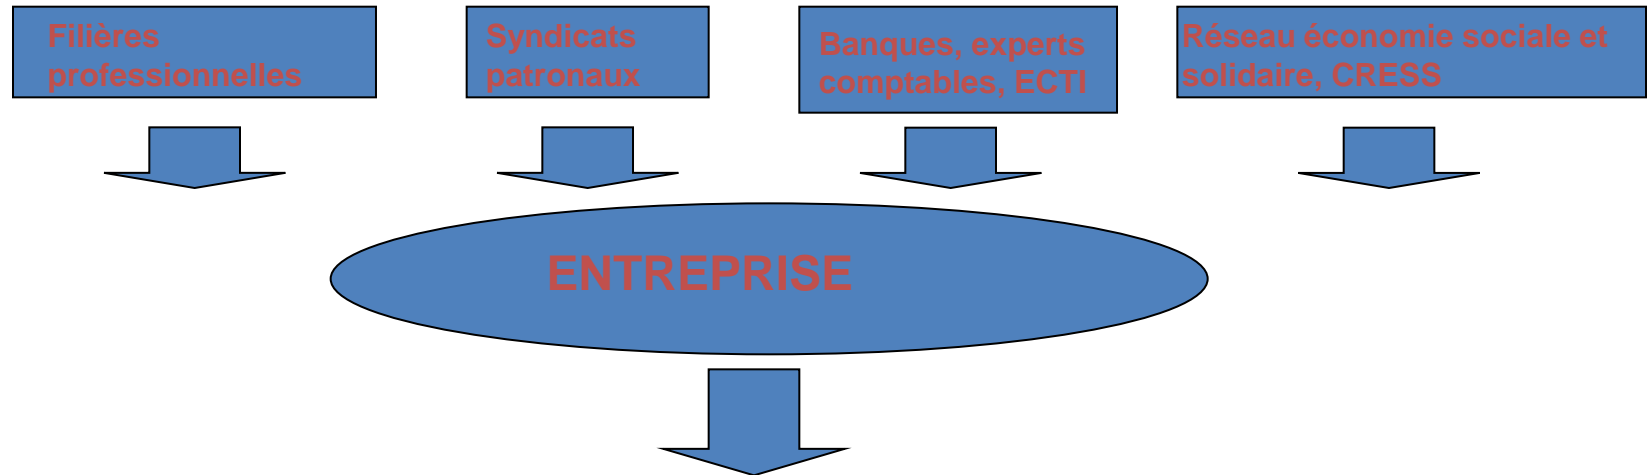 Filières
professionnelles
Syndicats
patronaux
Banques, experts
comptables, ECTI
Réseau économie sociale et
solidaire, CRESS
ENTREPRISE